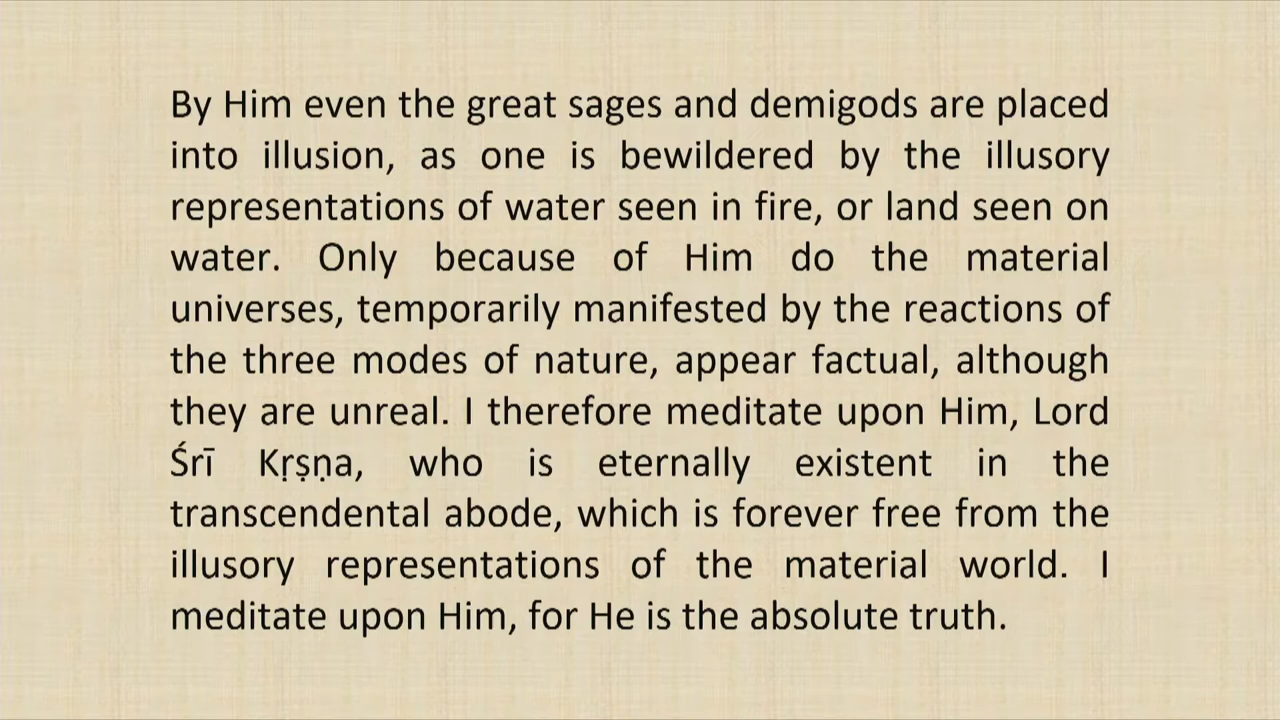 By Him even the great sages and demigods are placed
into illusion, as one is bewildered by the illusory
representations of water seen in fire, or land seen on
water. Only because of Him do the material
universes, temporarily manifested by the reactions of
the three modes of nature, appear factual, although
they are unreal. I therefore meditate upon Him, Lord
Śrī Kṛṣṇa, who is eternally existent in the
transcendental abode, which is forever free from the
illusory representations of the material world. I
meditate upon Him, for He is the absolute truth.